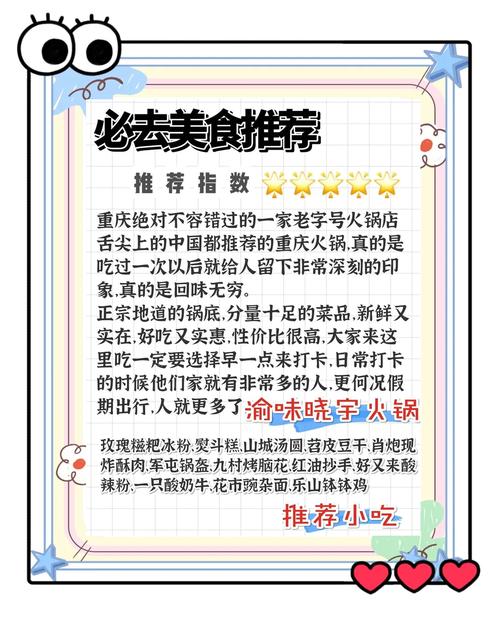 必去美食推荐
推荐指数
重庆绝对不容错过的一家老字号火锅店
舌尖上的中国都推荐的重庆火锅,真的是
吃过一次以后就给人留下非常深刻的印
象,真的是回味无穷。
正宗地道的锅底,分量十足的菜品,新鲜又
实在,好吃又实惠,性价比很高,大家来这
里吃一定要选择早一点来打卡,日常打卡
的时候他们家就有非常多的人,更何况假
期出行,人就更多了
渝味晓宇火锅
玫瑰糍粑冰粉,熨斗糕,山城汤圆,苕皮豆干,肖炮现
炸酥肉,军屯锅盔,九村烤脑花,红油抄手,好又来酸
辣粉,一只酸奶牛,花市豌杂面,乐山钵钵鸡
推荐小吃